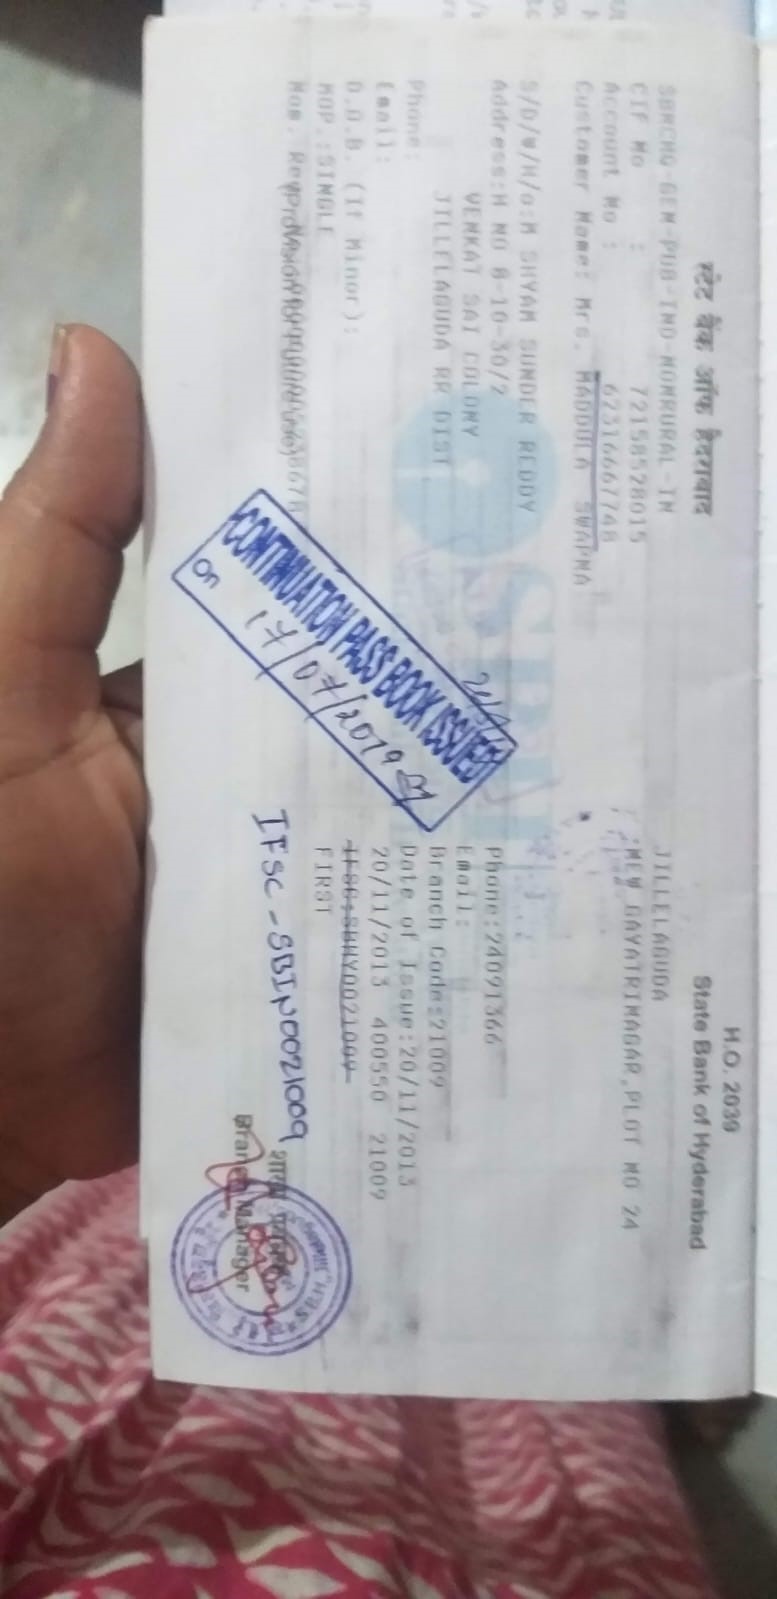 स्टेट बैंक ऑफ हैदराबाद
H.O. 2039
State Bank of Hyderabad
SBNCHQ-GEN-PUB-IND-NONRURAL-IN
JILLELAGUDA
CIF No : 72158528015
:NEW GAYATRINAGAR,PLOT NO 24
Account No : 62316667748
Customer Name: Mrs. MADDULA SWAPNA
S/D/W/H/o:M SHYAM SUNDER REDDY
Address:H NO 8-10-30/2
VENKAT SAI COLONY
JILLELAGUDA RR DIST
Phone:
Email:
D.O.B. (If Minor):
MOP.:SINGLE
Nom. Reg
Phone:24091366
Email:
Branch Code:21009
Date of Issue:20/11/2013
20/11/2013 400550 21009
IFSC:SBHY0021009
FIRST
SBI
CONTINUATION PASS BOOK ISSUED
On 17/07/2019
IFSC - SBIN0021009
Branch Manager